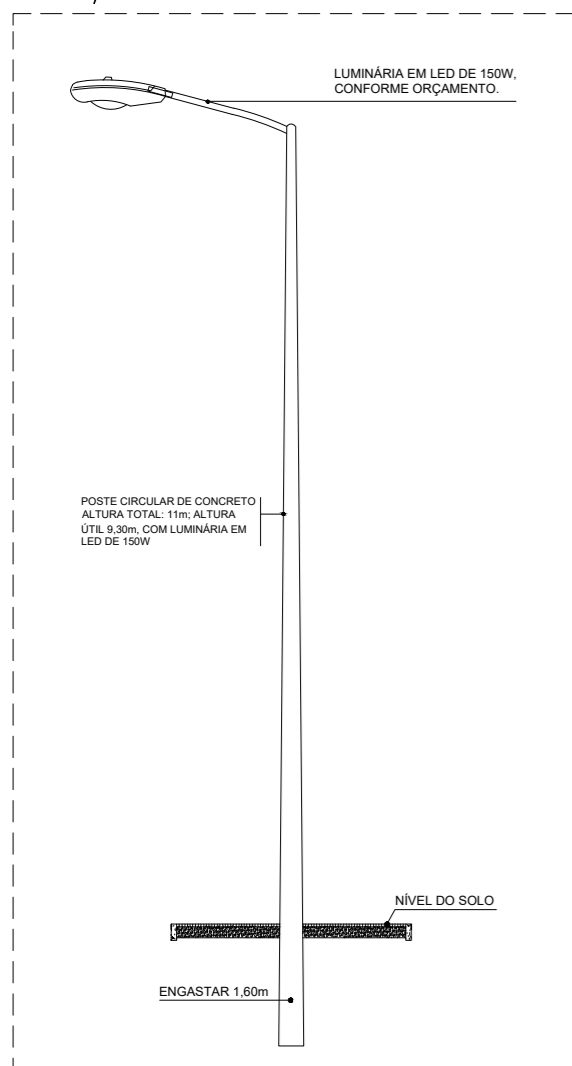 LUMINÁRIA EM LED DE 150W,
CONFORME ORÇAMENTO.
POSTE CIRCULAR DE CONCRETO
ALTURA TOTAL: 11m; ALTURA
ÚTIL 9,30m, COM LUMINÁRIA EM
LED DE 150W
NÍVEL DO SOLO
ENGASTAR 1,60m